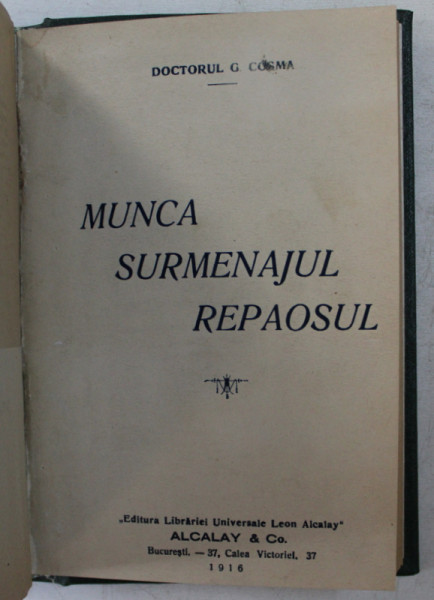 DOCTORUL G. COSMA
MUNCA
SURMENAJUL
REPAOSUL
„Editura Librăriei Universale Leon Alcalay“
ALCALAY & Co.
Bucureşti. — 37, Calea Victoriei, 37
1916